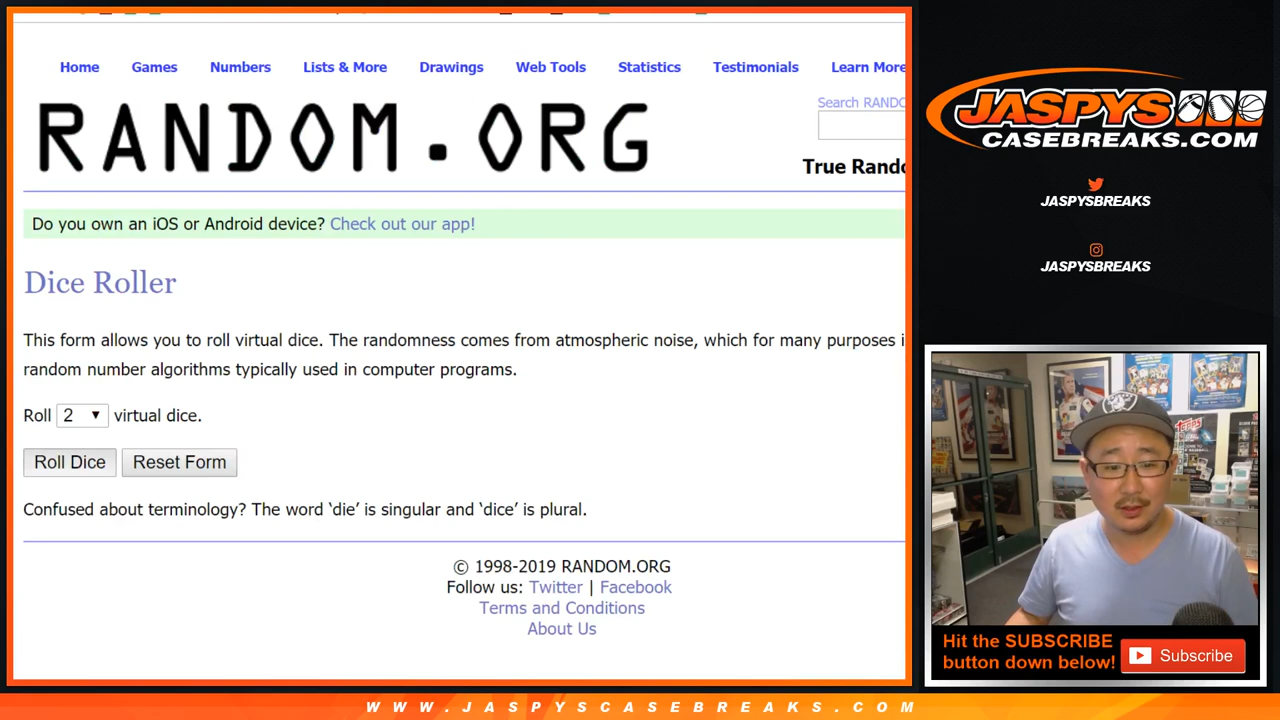 Home Games Numbers Lists & More Drawings Web Tools Statistics Testimonials Learn More
RANDOM.ORG
Search RANDO
True Rando
Do you own an iOS or Android device? Check out our app!
Dice Roller
This form allows you to roll virtual dice. The randomness comes from atmospheric noise, which for many purposes i
random number algorithms typically used in computer programs.
Roll 2 virtual dice.
Roll Dice Reset Form
Confused about terminology? The word ‘die’ is singular and ‘dice’ is plural.
© 1998-2019 RANDOM.ORG
Follow us: Twitter | Facebook
Terms and Conditions
About Us
JASPYS
CASEBREAKS.COM
JASPYSBREAKS
JASPYSBREAKS
Topps
Hit the SUBSCRIBE
button down below!
Subscribe
WWW.JASPYSCASEBREAKS.COM